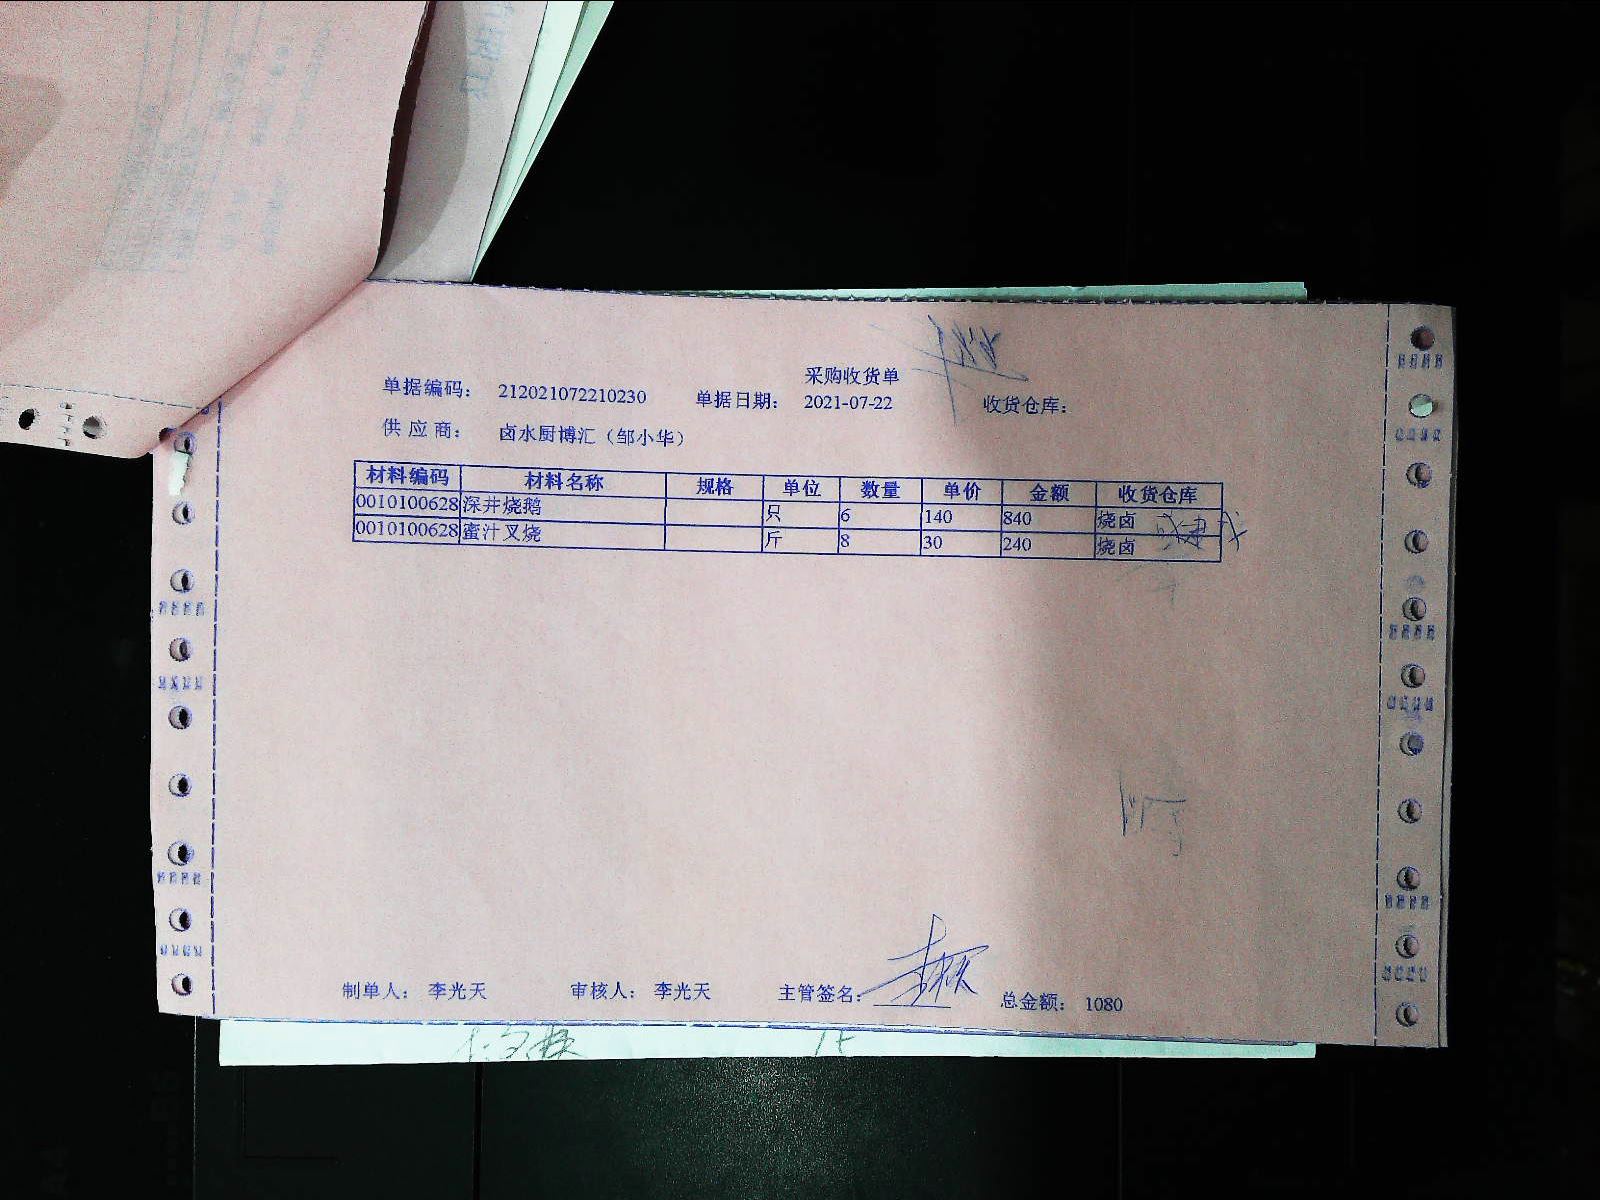 采购收货单
单据编码： 212021072210230 单据日期： 2021-07-22 收货仓库：
供 应 商： 卤水厨博汇（邹小华）
材料编码 材料名称 规格 单位 数量 单价 金额 收货仓库
0010100628 深井烧鹅 只 6 140 840 烧卤
0010100628 蜜汁叉烧 斤 8 30 240 烧卤
制单人： 李光天 审核人： 李光天 主管签名： 总金额： 1080